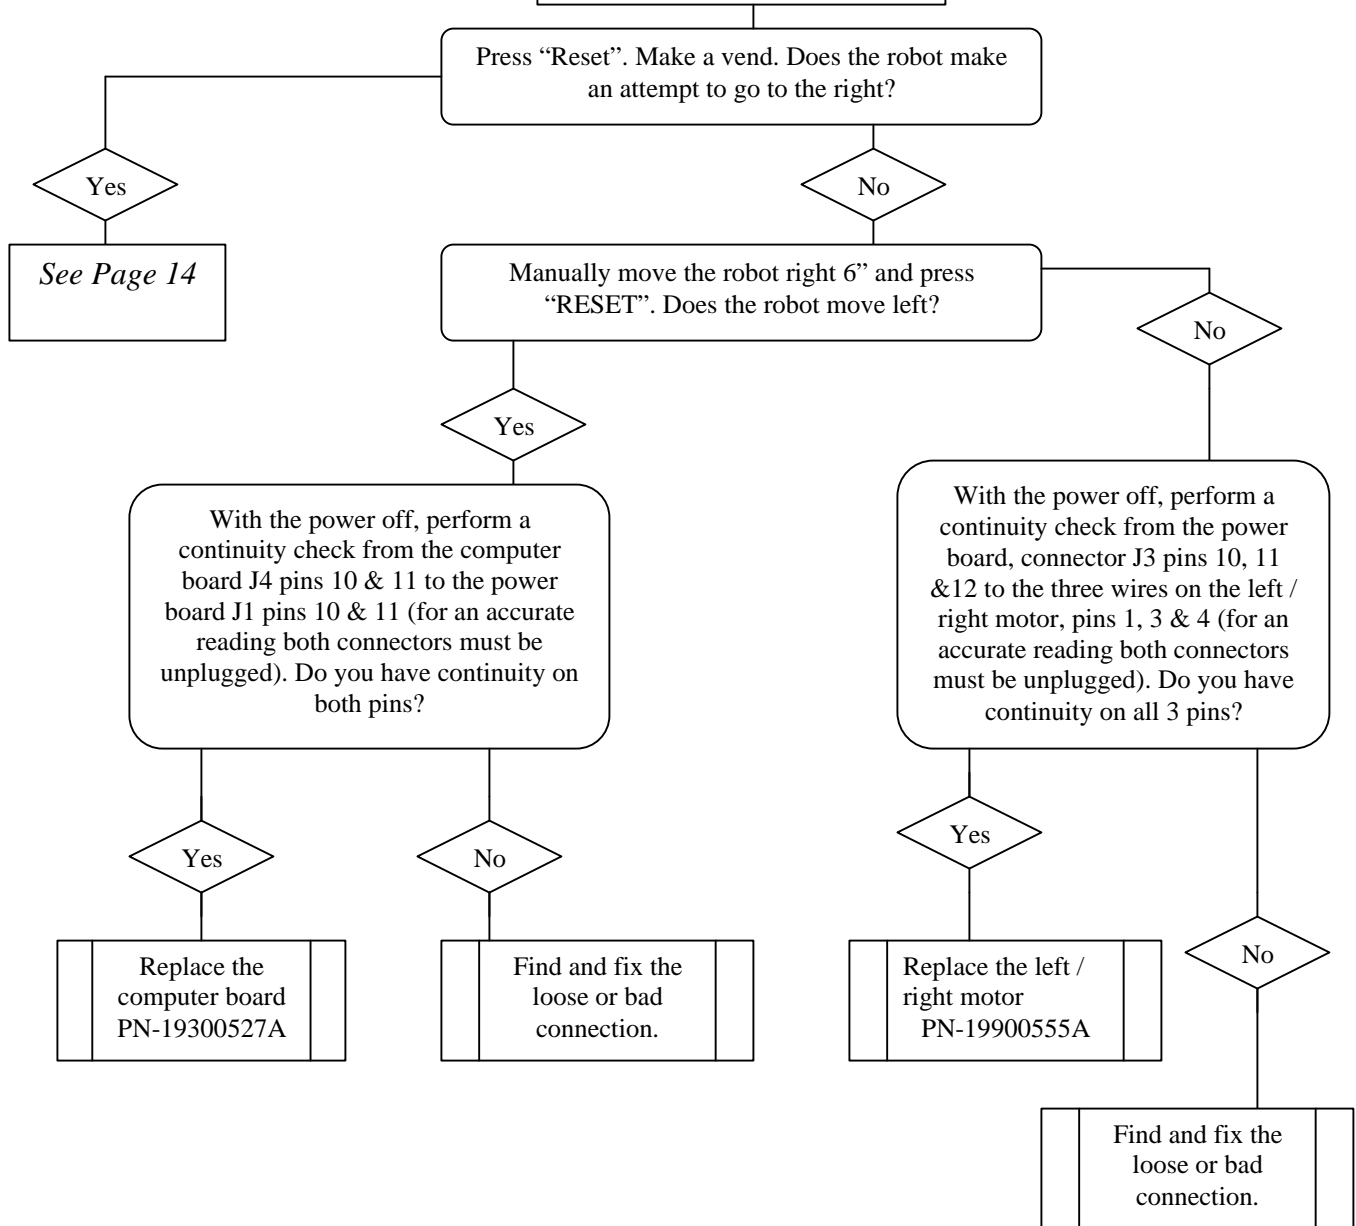 Press “Reset”. Make a vend. Does the robot make
an attempt to go to the right?
Yes
No
See Page 14
Manually move the robot right 6” and press
“RESET”. Does the robot move left?
No
Yes
With the power off, perform a
continuity check from the computer
board J4 pins 10 & 11 to the power
board J1 pins 10 & 11 (for an accurate
reading both connectors must be
unplugged). Do you have continuity on
both pins?
With the power off, perform a
continuity check from the power
board, connector J3 pins 10, 11
&12 to the three wires on the left /
right motor, pins 1, 3 & 4 (for an
accurate reading both connectors
must be unplugged). Do you have
continuity on all 3 pins?
Yes
No
Yes
No
Replace the
computer board
PN-19300527A
Find and fix the
loose or bad
connection.
Replace the left /
right motor
PN-19900555A
Find and fix the
loose or bad
connection.